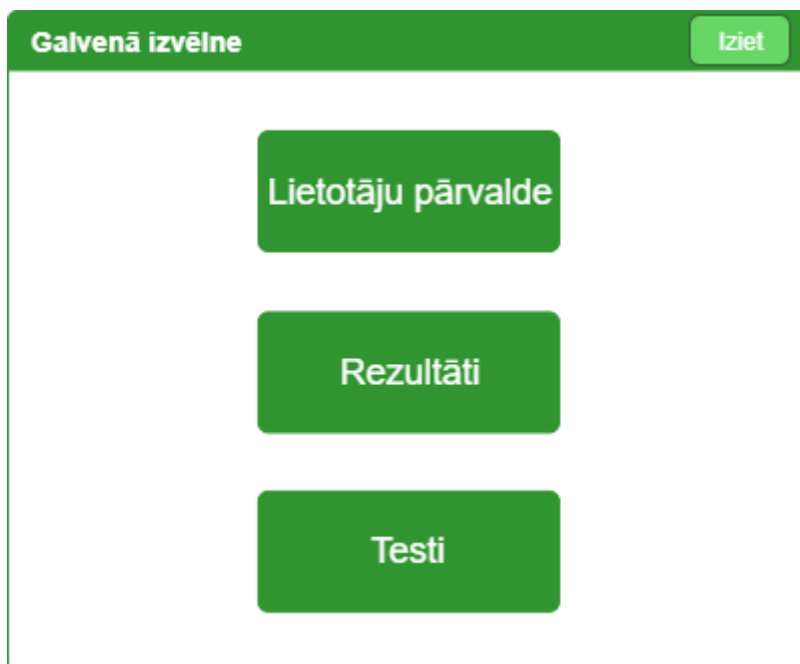 Galvenā izvēlne
Iziet
Lietotāju pārvalde
Rezultāti
Testi